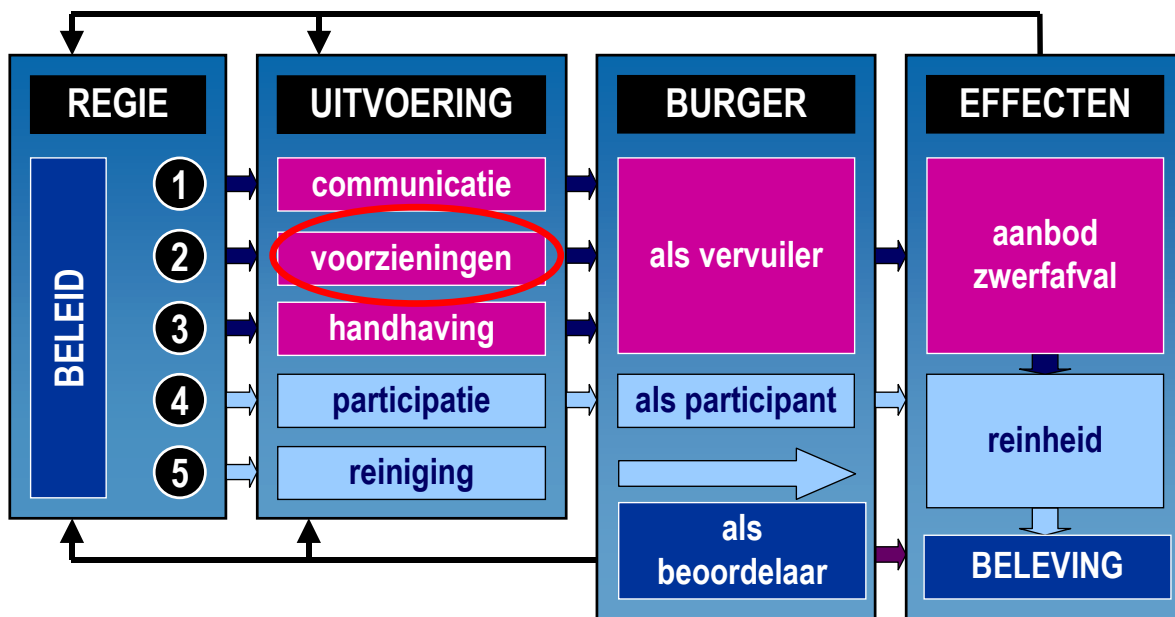 REGIE
BELEID
1
2
3
4
5
UITVOERING
communicatie
voorzieningen
handhaving
participatie
reiniging
BURGER
als vervuiler
als participant
als
beoordelaar
EFFECTEN
aanbod
zwerfafval
reinheid
BELEVING